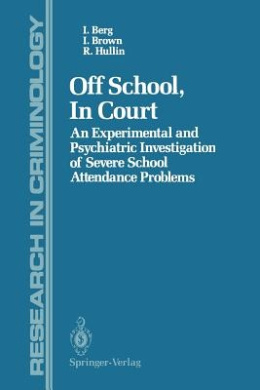 RESEARCH IN CRIMINOLOGY
I. Berg
I. Brown
R. Hullin
Off School,
In Court
An Experimental and
Psychiatric Investigation
of Severe School
Attendance Problems
Springer-Verlag